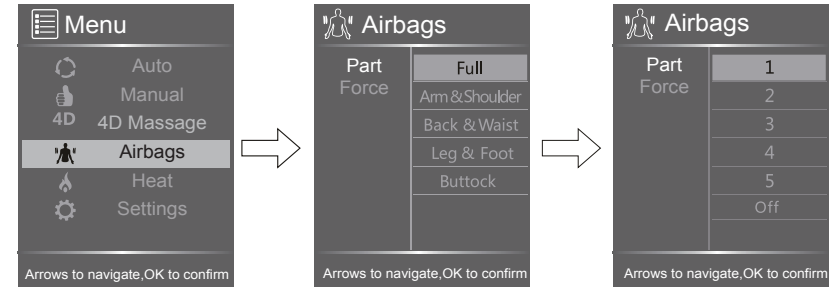 Menu
Auto
Manual
4D 4D Massage
Airbags
Heat
Settings
Arrows to navigate,OK to confirm
Airbags
Part
Force
Full
Arm & Shoulder
Back & Waist
Leg & Foot
Buttock
Arrows to navigate,OK to confirm
Airbags
Part
Force
1
2
3
4
5
Off
Arrows to navigate,OK to confirm